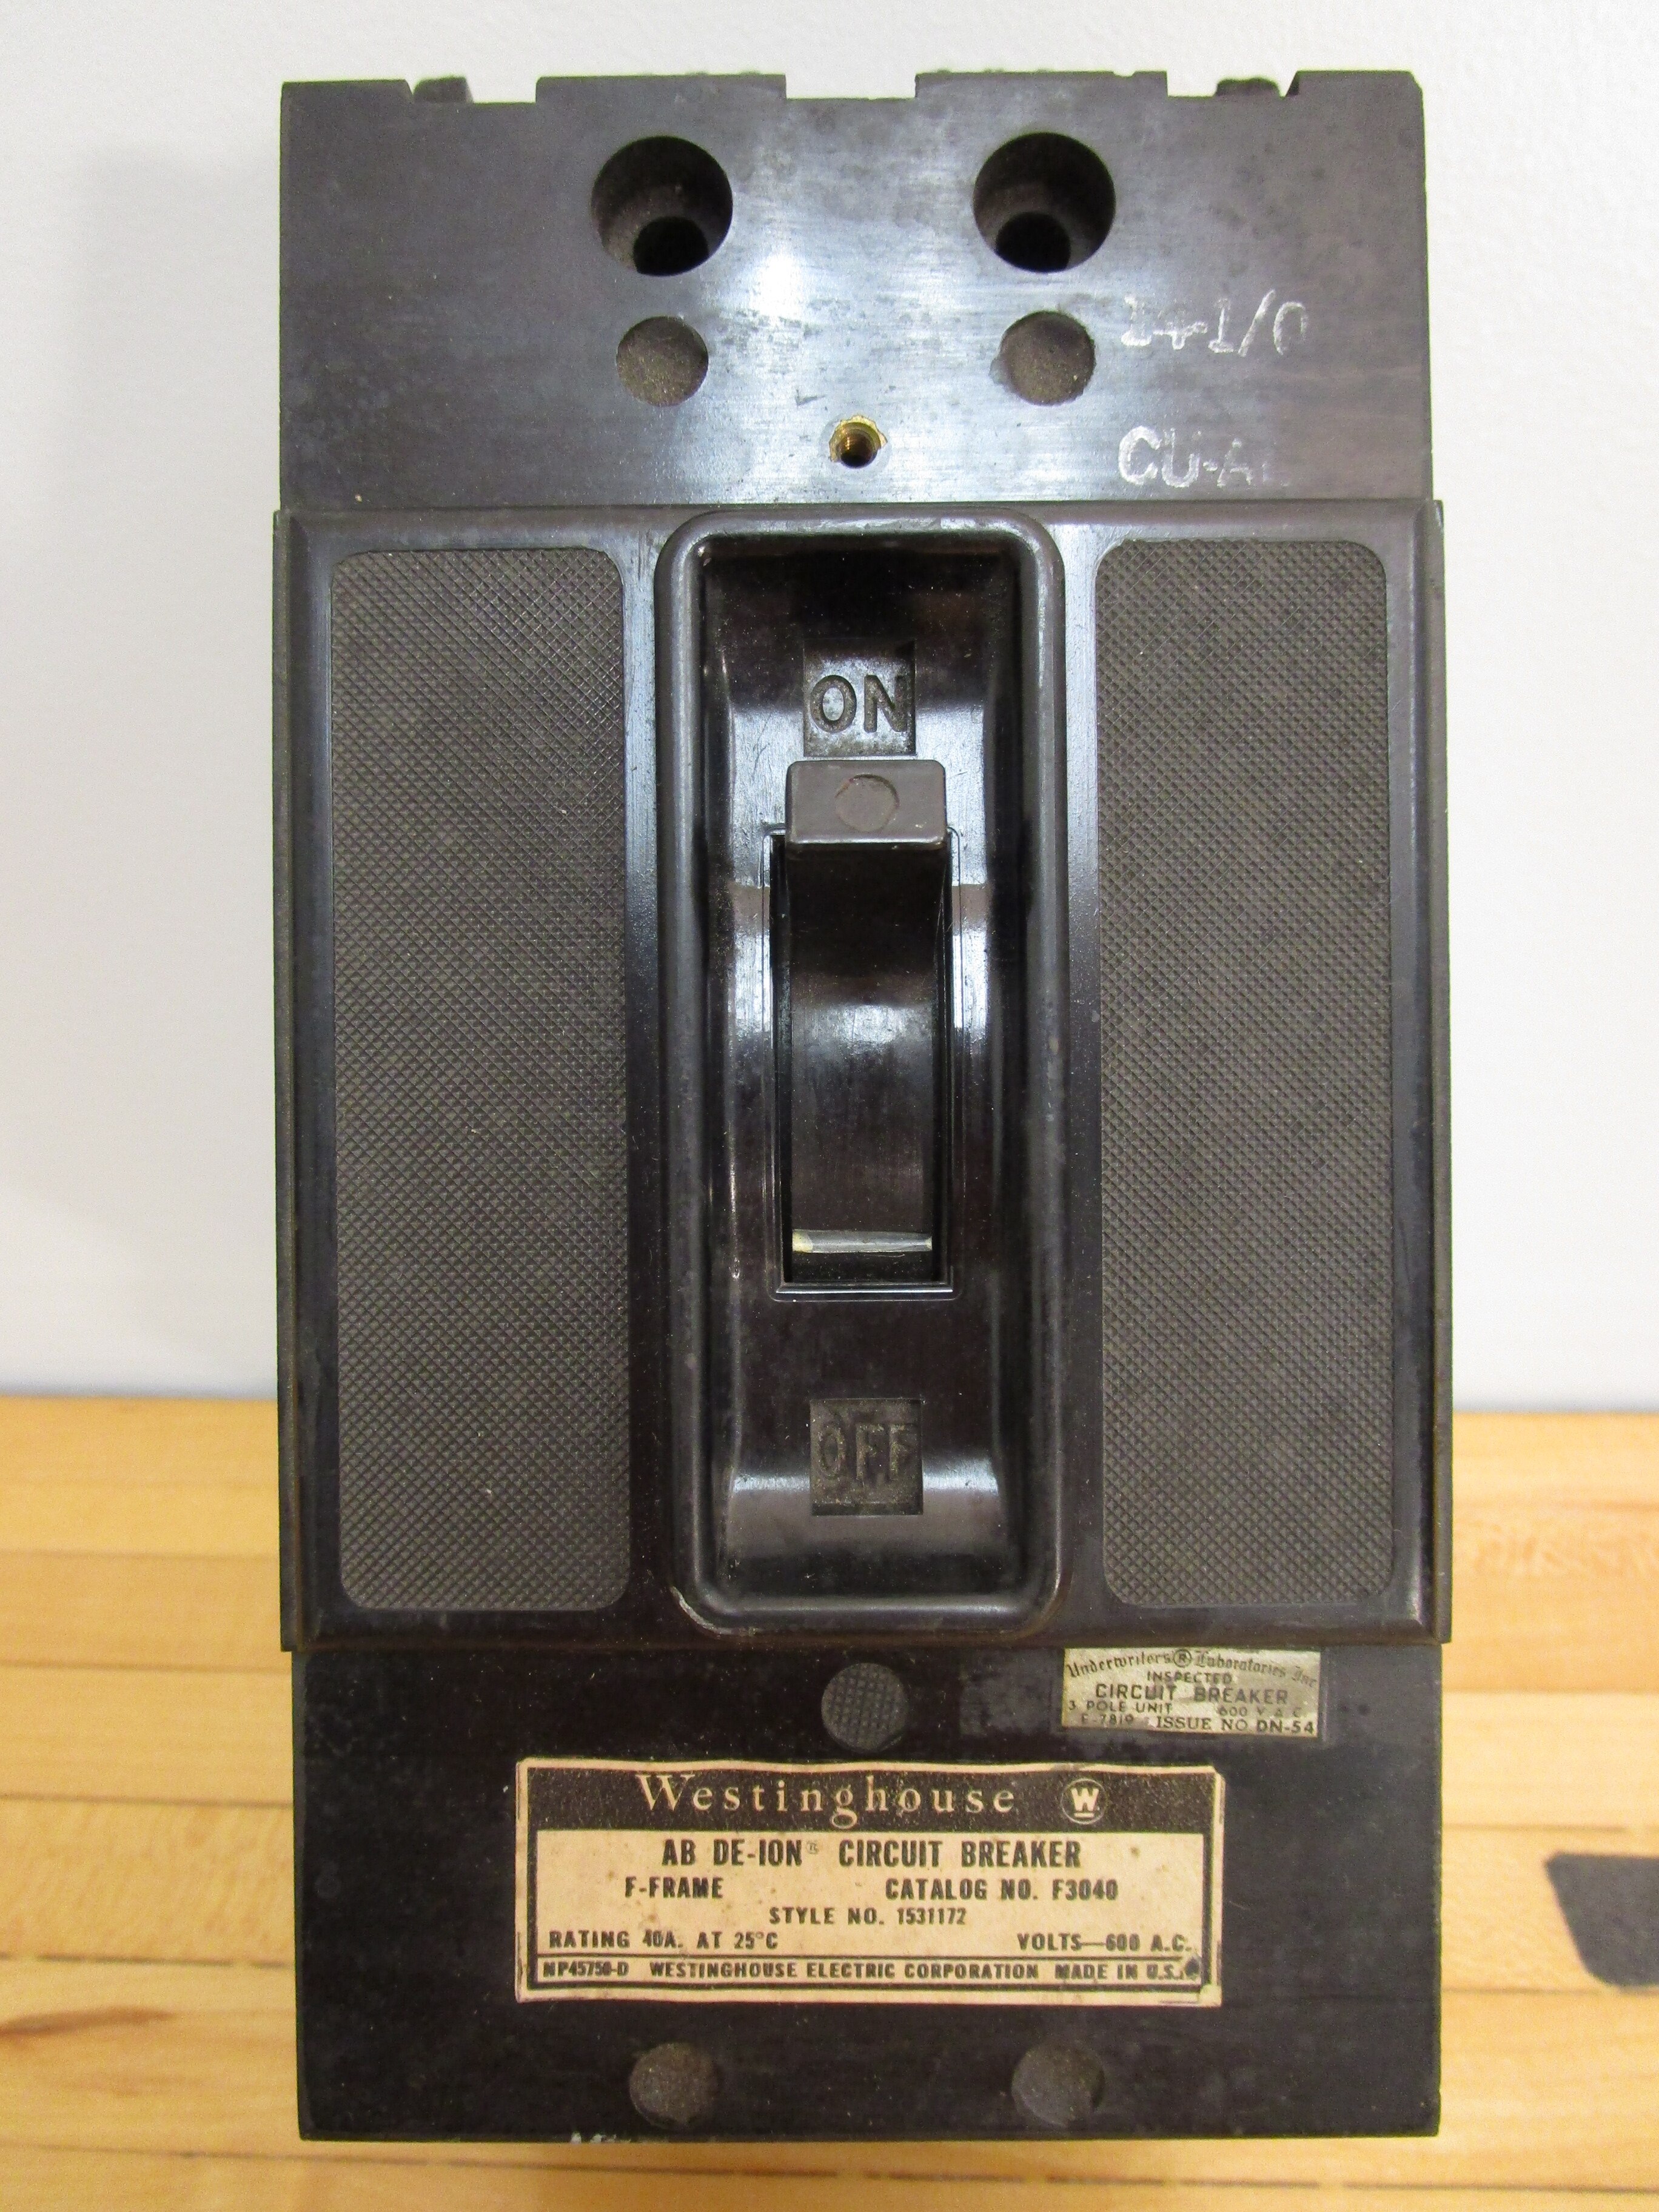 14-1/0
CU-AL
ON
OFF
Underwriters ® Laboratories Inc
INSPECTED
CIRCUIT BREAKER
3 POLE UNIT 600 V A C
E-7819 ISSUE NO DN-54
Westinghouse W
AB DE-ION® CIRCUIT BREAKER
F-FRAME CATALOG NO. F3040
STYLE NO. 1531172
RATING 40A. AT 25°C VOLTS—600 A.C.
NP45750-D WESTINGHOUSE ELECTRIC CORPORATION MADE IN U.S.A.